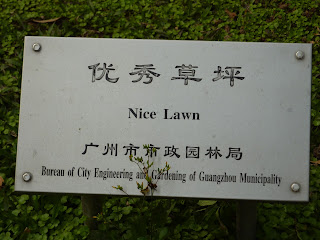 优秀草坪
Nice Lawn
广州市市政园林局
Bureau of City Engineering and Gardening of Guangzhou Municipality